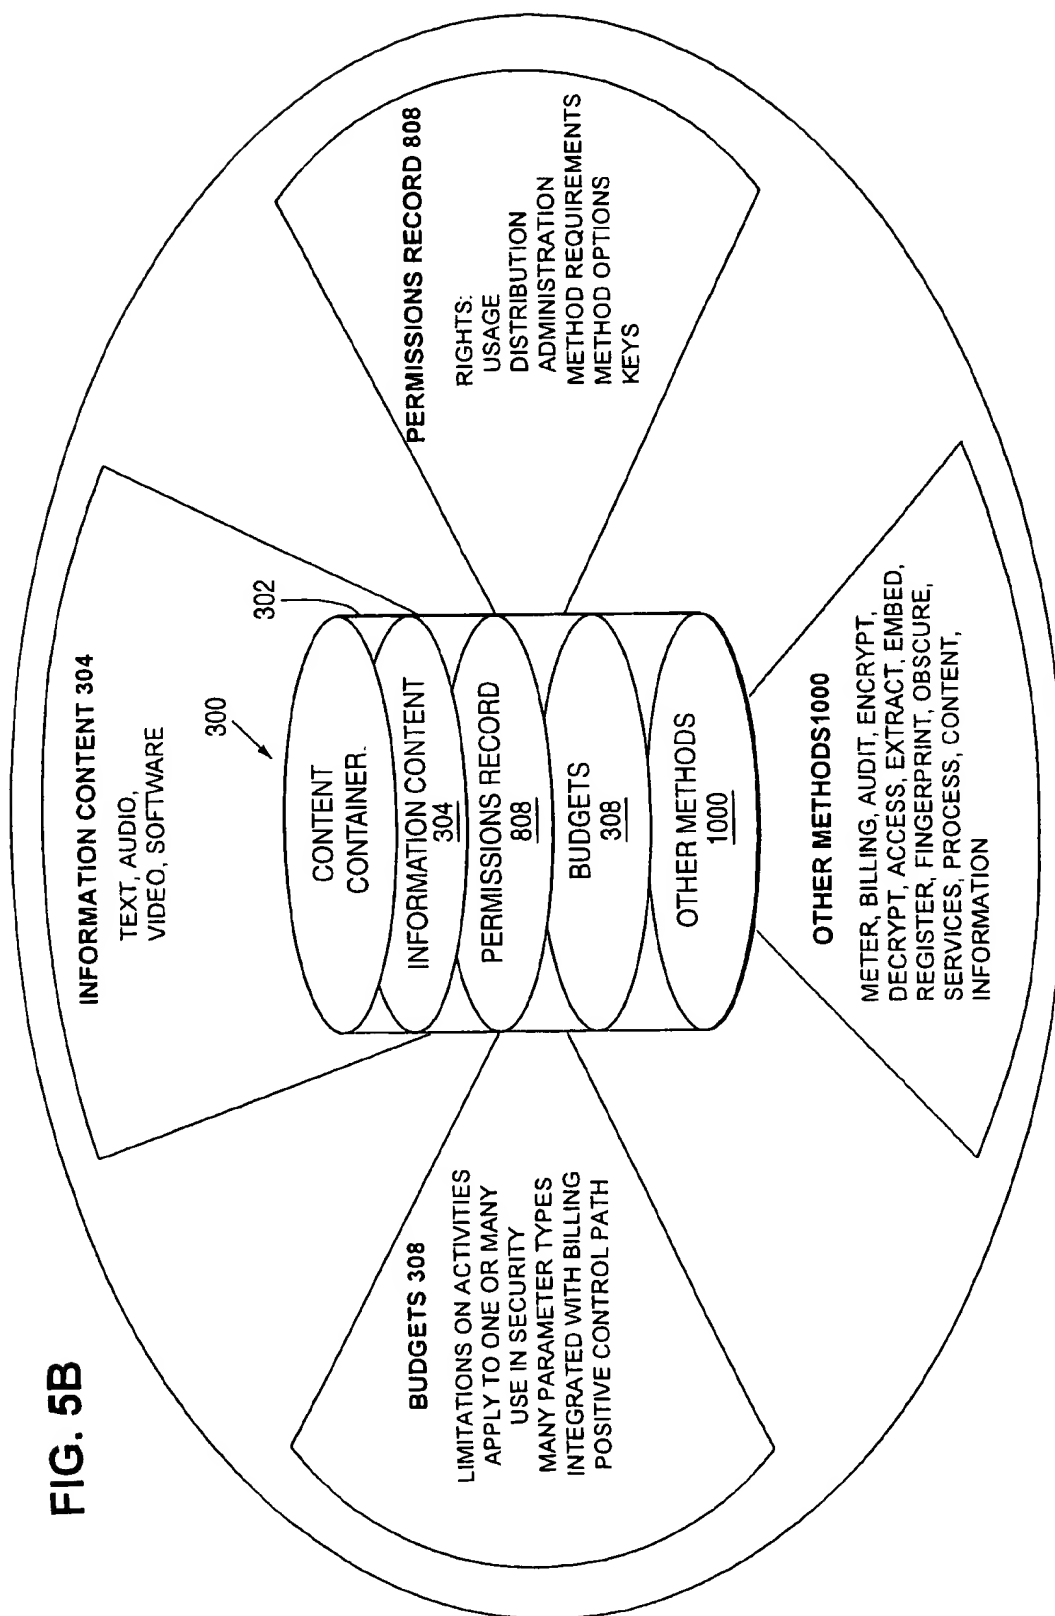 FIG. 5B
INFORMATION CONTENT 304
TEXT, AUDIO,
VIDEO, SOFTWARE
300
302
CONTENT
CONTAINER.
INFORMATION CONTENT
304
PERMISSIONS RECORD
808
BUDGETS
308
OTHER METHODS
1000
BUDGETS 308
LIMITATIONS ON ACTIVITIES
APPLY TO ONE OR MANY
USE IN SECURITY
MANY PARAMETER TYPES
INTEGRATED WITH BILLING
POSITIVE CONTROL PATH
PERMISSIONS RECORD 808
RIGHTS:
USAGE
DISTRIBUTION
ADMINISTRATION
METHOD REQUIREMENTS
METHOD OPTIONS
KEYS
OTHER METHODS1000
METER, BILLING, AUDIT, ENCRYPT,
DECRYPT, ACCESS, EXTRACT, EMBED,
REGISTER, FINGERPRINT, OBSCURE,
SERVICES, PROCESS, CONTENT,
INFORMATION